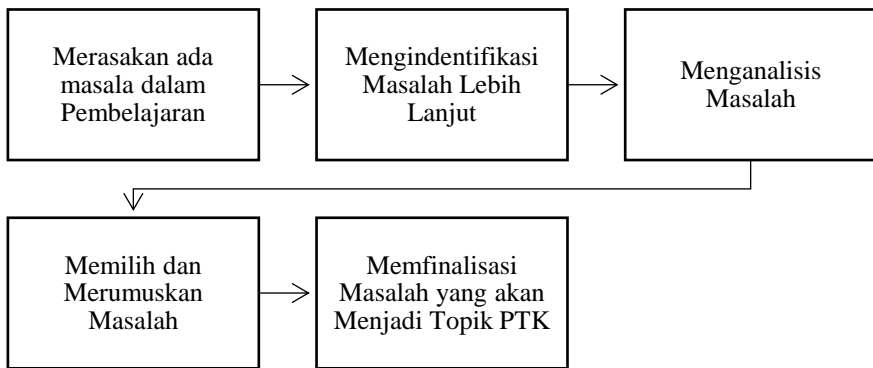 Merasakan ada
masala dalam
Pembelajaran
Mengindentifikasi
Masalah Lebih
Lanjut
Menganalisis
Masalah
Memilih dan
Merumuskan
Masalah
Memfinalisasi
Masalah yang akan
Menjadi Topik PTK